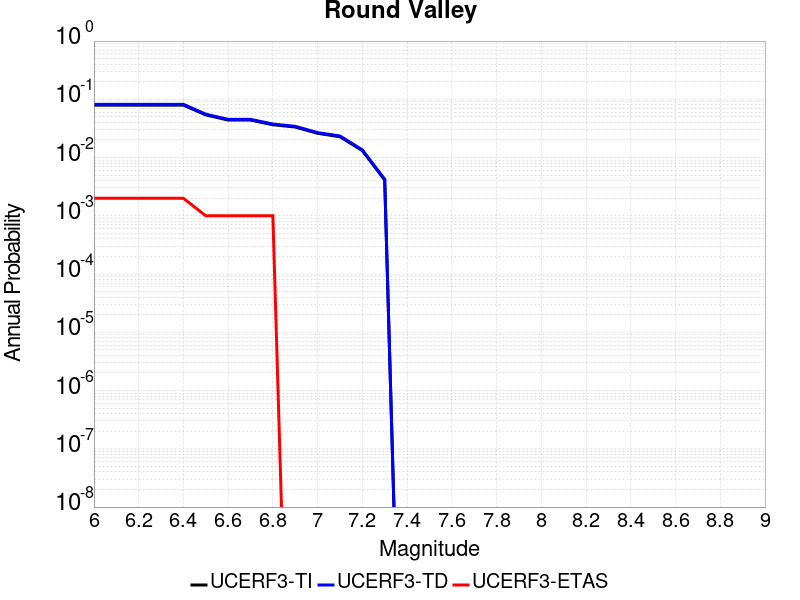 Round Valley
Annual Probability
10^0
10^-1
10^-2
10^-3
10^-4
10^-5
10^-6
10^-7
10^-8
6 6.2 6.4 6.6 6.8 7 7.2 7.4 7.6 7.8 8 8.2 8.4 8.6 8.8 9
Magnitude
UCERF3-TI UCERF3-TD UCERF3-ETAS